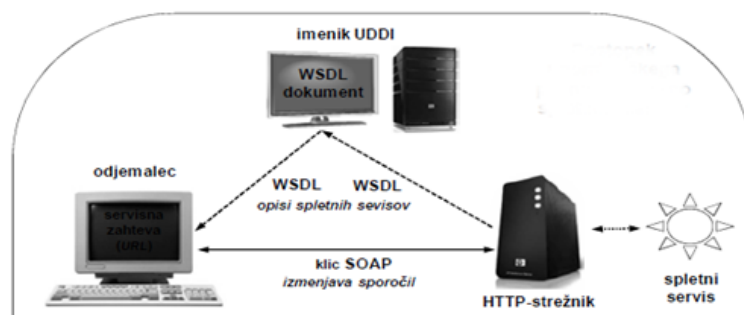 imenik UDDI
WSDL
dokument
odjemalec
servisna
zahteva
(URL)
WSDL WSDL
opisi spletnih sevisov
klic SOAP
izmenjava sporočil
HTTP-strežnik
spletni
servis